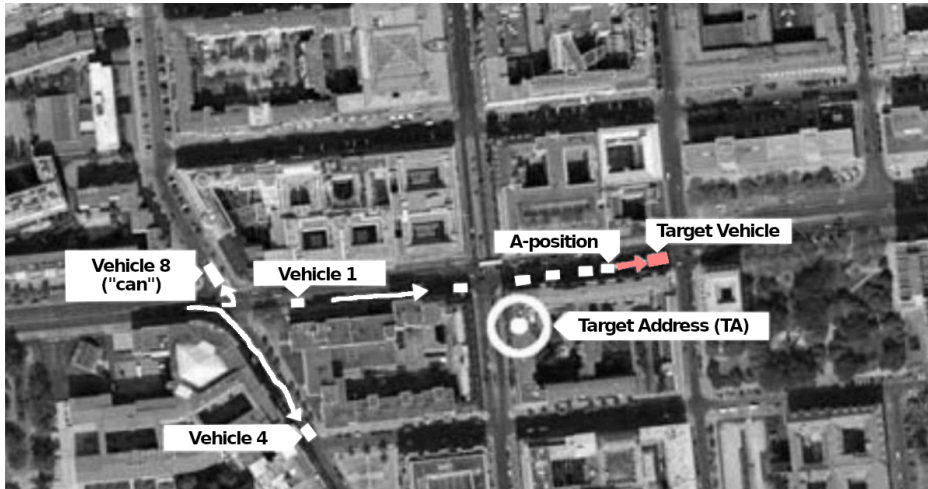 A-position
Target Vehicle
Vehicle 8
("can")
Vehicle 1
Target Address (TA)
Vehicle 4